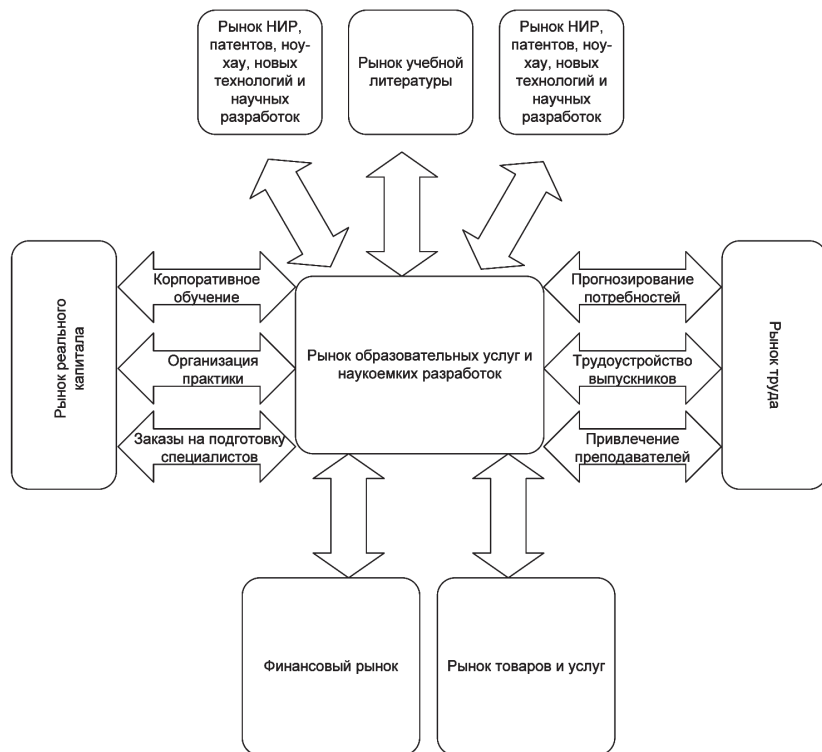 Рынок НИР,
патентов, ноу-
хау, новых
технологий и
научных
разработок
Рынок учебной
литературы
Рынок НИР,
патентов, ноу-
хау, новых
технологий и
научных
разработок
Рынок реального
капитала
Корпоративное
обучение
Организация
практики
Заказы на подготовку
специалистов
Рынок образовательных услуг и
наукоемких разработок
Прогнозирование
потребностей
Трудоустройство
выпускников
Привлечение
преподавателей
Рынок труда
Финансовый рынок
Рынок товаров и услуг